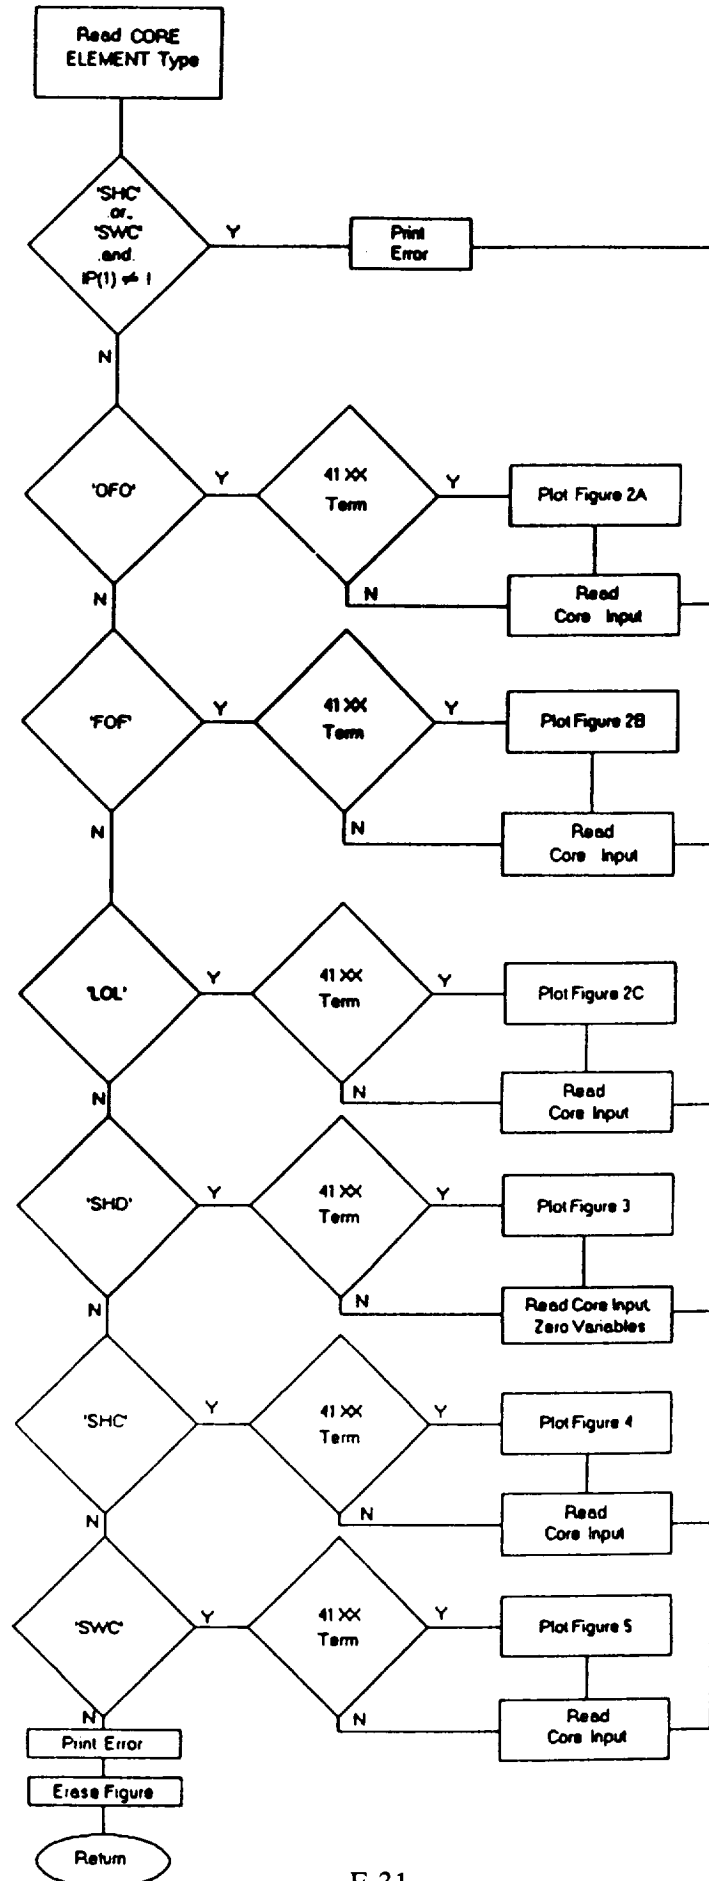 Read CORE
ELEMENT Type
'SHC'
.or.
'SWC'
.and.
IP(1) ≠ 1
Y
Print
Error
N
'OFO'
Y
41 XX
Term
Y
Plot Figure 2A
N
N
Read
Core Input
'FOF'
Y
41 XX
Term
Y
Plot Figure 2B
N
N
Read
Core Input
'LOL'
Y
41 XX
Term
Y
Plot Figure 2C
N
N
Read
Core Input
'SHD'
Y
41 XX
Term
Y
Plot Figure 3
N
N
Read Core Input
Zero Variables
'SHC'
Y
41 XX
Term
Y
Plot Figure 4
N
N
Read
Core Input
'SWC'
Y
41 XX
Term
Y
Plot Figure 5
N
N
Read
Core Input
Print Error
Erase Figure
Return